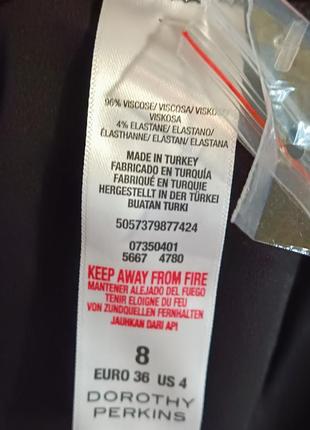 96% VISCOSE/ VISCOSA/ VISKOSE/
VISKOSA
4% ELASTANE/ ELASTANO/
ÉLASTHANNE/ ELASTAN/ ELASTANA
MADE IN TURKEY
FABRICADO EN TURQUÍA
FABRIQUÉ EN TURQUIE
HERGESTELLT IN DER TÜRKEI
BUATAN TURKI
5057379877424
07350401
5667 4780
KEEP AWAY FROM FIRE
MANTENER ALEJADO DEL FUEGO
TENIR ELOIGNE DU FEU
VON ZUNDQUELLEN FERNHALTEN
JAUHKAN DARI API
8
EURO 36 US 4
DOROTHY
PERKINS